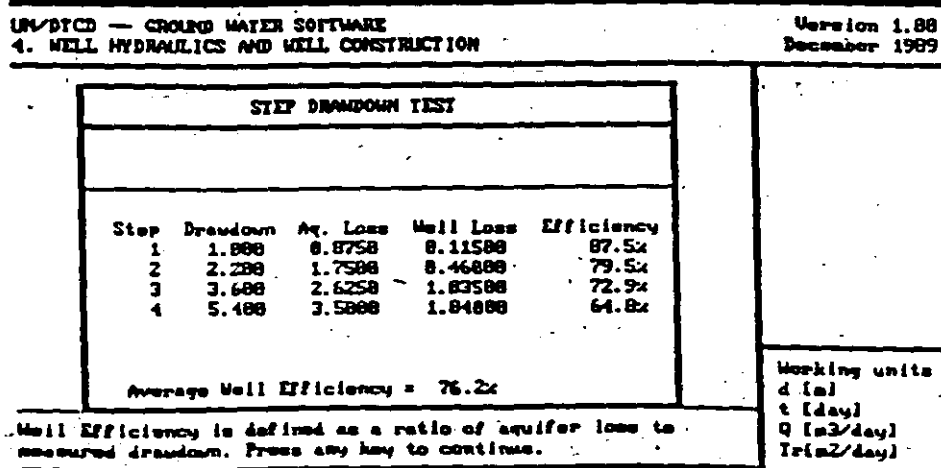 UN/DTCD — GROUND WATER SOFTWARE
Version 1.00
4. WELL HYDRAULICS AND WELL CONSTRUCTION
December 1989
STEP DRAWDOWN TEST
Step Drawdown Aq. Loss Well Loss Efficiency
1 1.000 0.8750 0.11500 87.5%
2 2.200 1.7500 0.46000 79.5%
3 3.600 2.6250 1.03500 72.9%
4 5.400 3.5000 1.84000 64.8%
Average Well Efficiency = 76.2%
Well Efficiency is defined as a ratio of aquifer loss to
measured drawdown. Press any key to continue.
Working units
d [m]
t [day]
Q [m3/day]
Tr[m2/day]